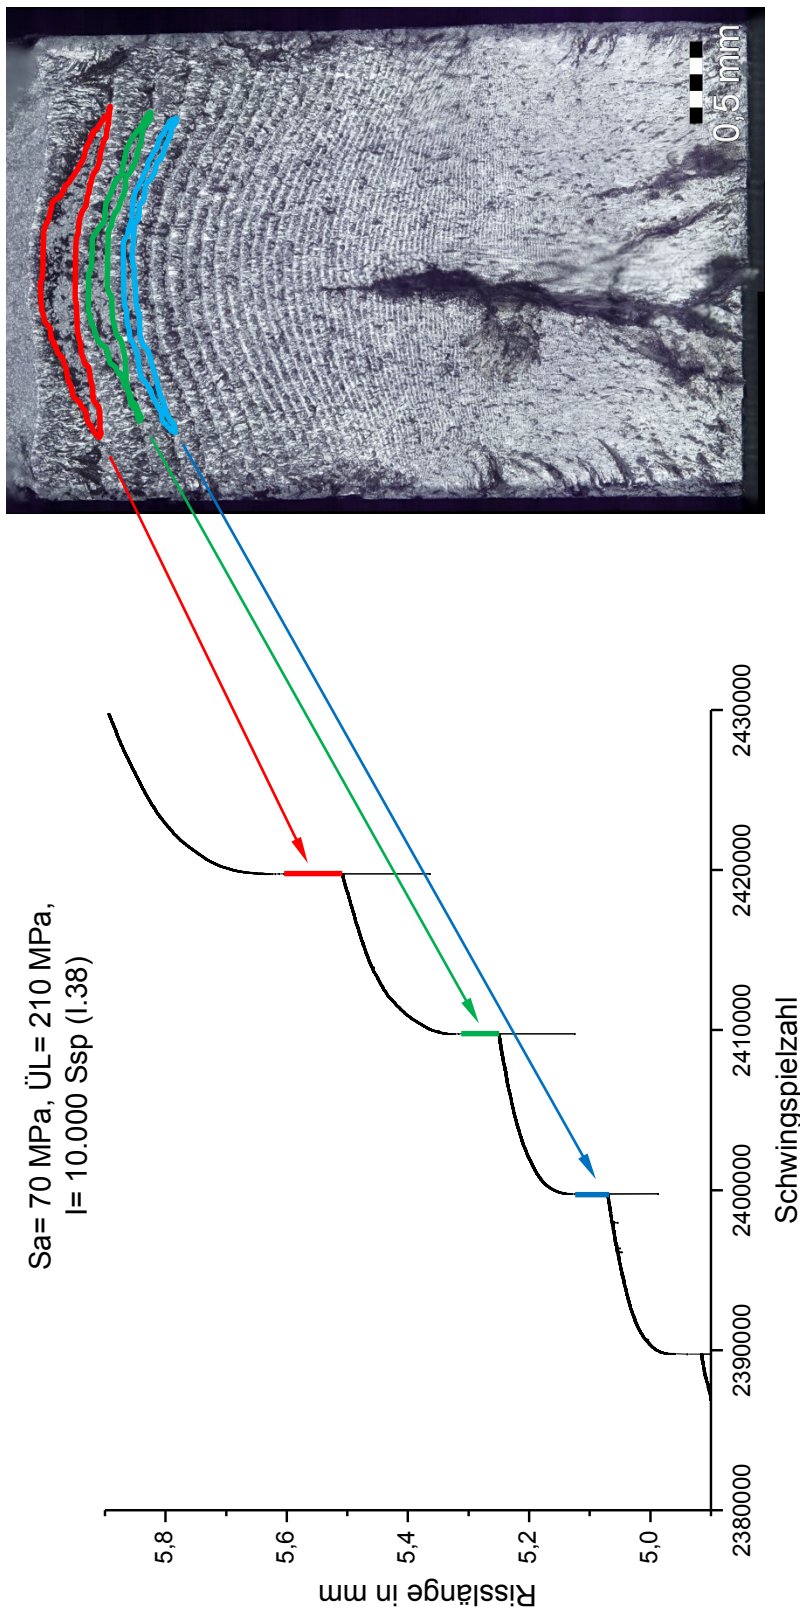 Sa= 70 MPa, ÜL= 210 MPa,
I= 10.000 Ssp (I.38)
Risslänge in mm
5,8
5,6
5,4
5,2
5,0
2380000
2390000
2400000
2410000
2420000
2430000
Schwingspielzahl
0,5 mm